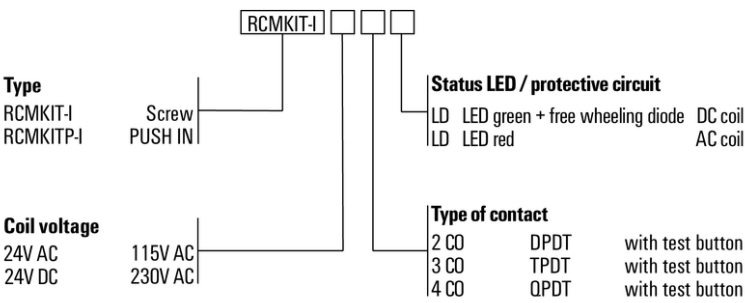 RCMKIT-I
Type
RCMKIT-I Screw
RCMKITP-I PUSH IN
Status LED / protective circuit
LD LED green + free wheeling diode DC coil
LD LED red AC coil
Coil voltage
24V AC 115V AC
24V DC 230V AC
Type of contact
2 CO DPDT with test button
3 CO TPDT with test button
4 CO QPDT with test button